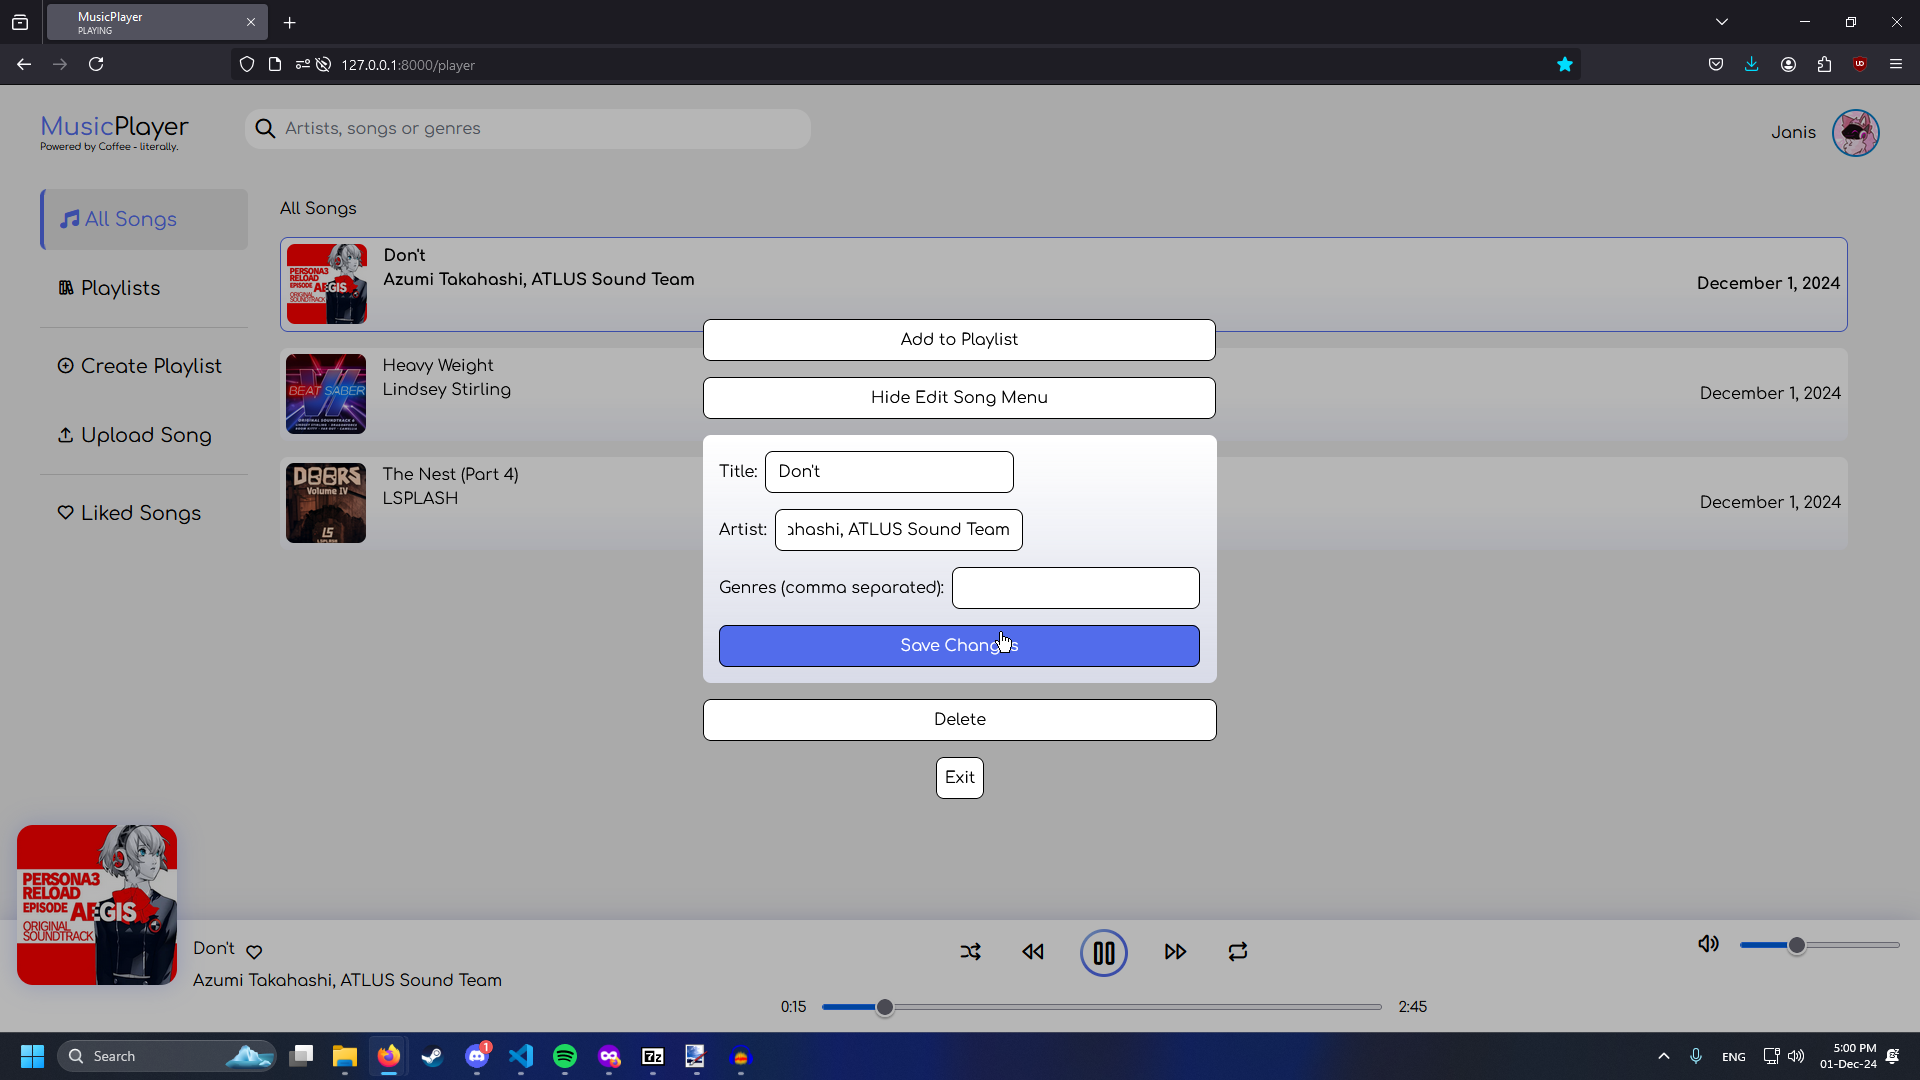 MusicPlayer
PLAYING
127.0.0.1:8000/player
MusicPlayer
Powered by Coffee - literally.
Artists, songs or genres
Janis
All Songs
Playlists
Create Playlist
Upload Song
Liked Songs
All Songs
PERSONA3
RELOAD
EPISODE AEGIS
ORIGINAL
SOUNDTRACK
Don't
Azumi Takahashi, ATLUS Sound Team
December 1, 2024
BEAT SABER
Heavy Weight
Lindsey Stirling
December 1, 2024
DOORS
Volume IV
LS
LSPLASH
The Nest (Part 4)
LSPLASH
December 1, 2024
Add to Playlist
Hide Edit Song Menu
Title: Don't
Artist: ahashi, ATLUS Sound Team
Genres (comma separated):
Save Changes
Delete
Exit
PERSONA3
RELOAD
EPISODE AEGIS
ORIGINAL
SOUNDTRACK
Don't
Azumi Takahashi, ATLUS Sound Team
0:15
2:45
Search
1
7z
ENG
5:00 PM
01-Dec-24